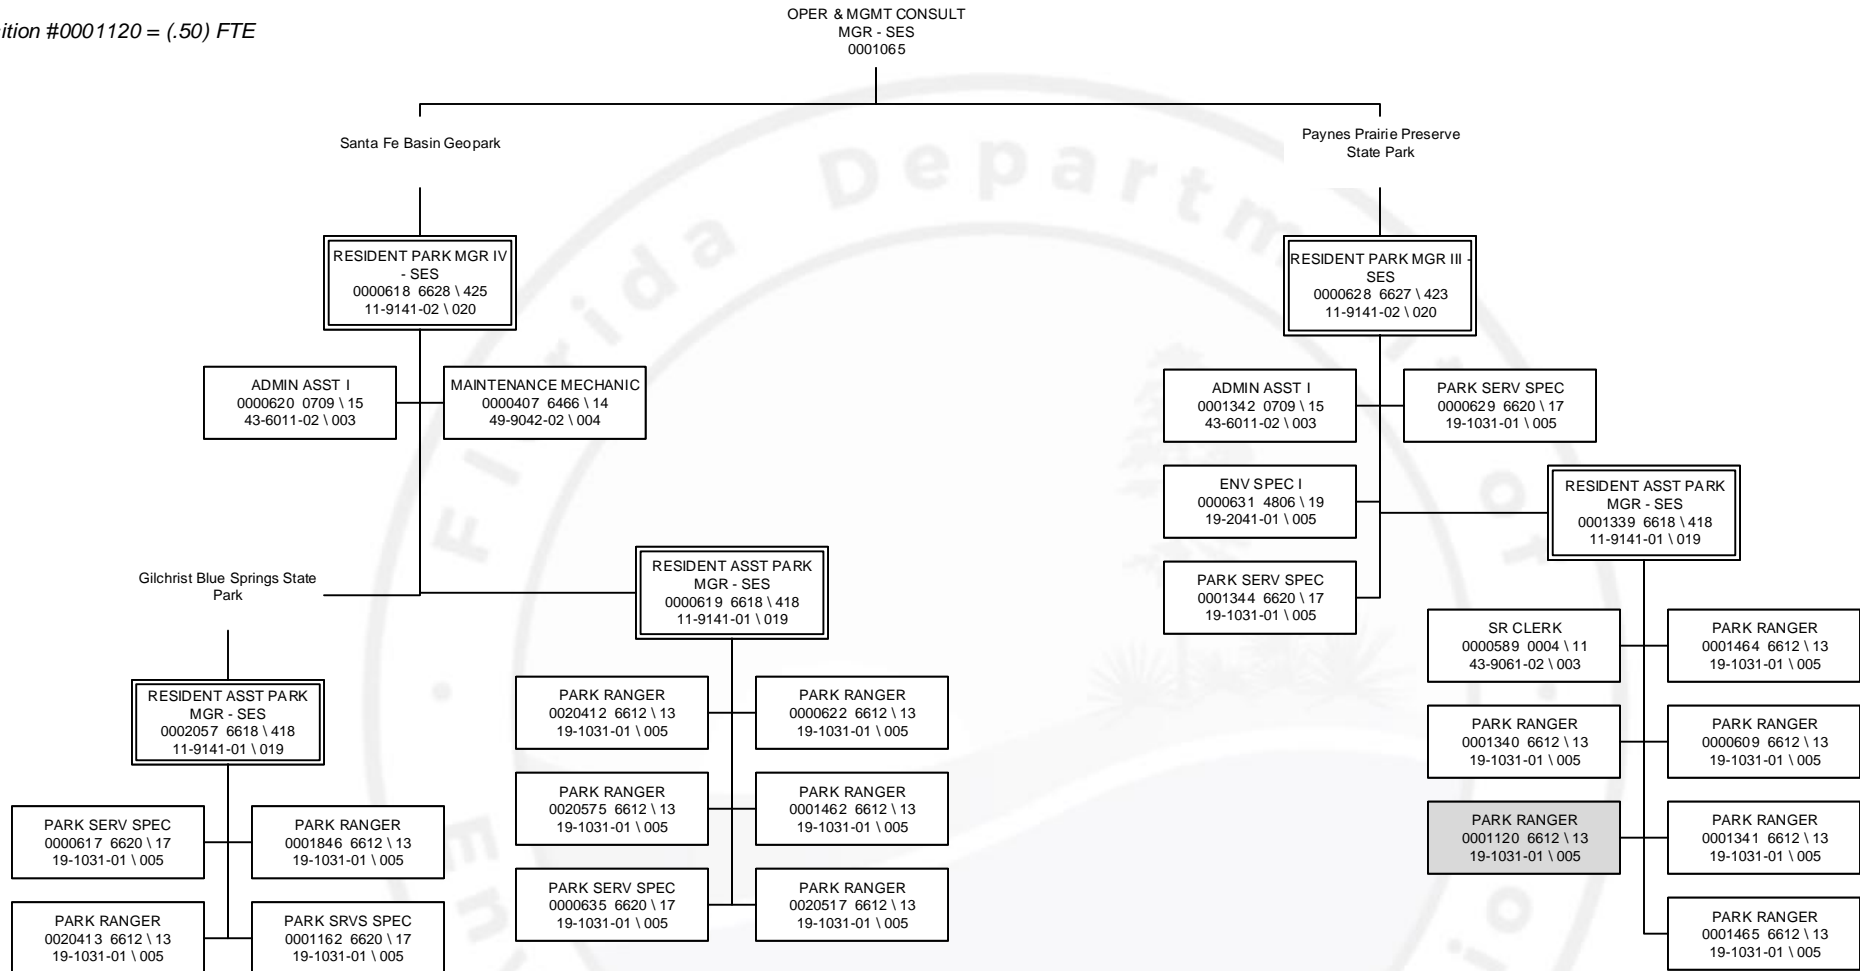 ition #0001120 = (.50) FTE
OPER & MGMT CONSULT
MGR - SES
0001065
Santa Fe Basin Geopark
Paynes Prairie Preserve
State Park
RESIDENT PARK MGR IV
- SES
0000618 6628 \ 425
11-9141-02 \ 020
RESIDENT PARK MGR III -
SES
0000628 6627 \ 423
11-9141-02 \ 020
ADMIN ASST I
0000620 0709 \ 15
43-6011-02 \ 003
MAINTENANCE MECHANIC
0000407 6466 \ 14
49-9042-02 \ 004
ADMIN ASST I
0001342 0709 \ 15
43-6011-02 \ 003
PARK SERV SPEC
0000629 6620 \ 17
19-1031-01 \ 005
ENV SPEC I
0000631 4806 \ 19
19-2041-01 \ 005
RESIDENT ASST PARK
MGR - SES
0001339 6618 \ 418
11-9141-01 \ 019
PARK SERV SPEC
0001344 6620 \ 17
19-1031-01 \ 005
Gilchrist Blue Springs State
Park
RESIDENT ASST PARK
MGR - SES
0000619 6618 \ 418
11-9141-01 \ 019
RESIDENT ASST PARK
MGR - SES
0002057 6618 \ 418
11-9141-01 \ 019
PARK SERV SPEC
0000617 6620 \ 17
19-1031-01 \ 005
PARK RANGER
0001846 6612 \ 13
19-1031-01 \ 005
PARK RANGER
0020413 6612 \ 13
19-1031-01 \ 005
PARK SRVS SPEC
0001162 6620 \ 17
19-1031-01 \ 005
PARK RANGER
0020412 6612 \ 13
19-1031-01 \ 005
PARK RANGER
0000622 6612 \ 13
19-1031-01 \ 005
PARK RANGER
0020575 6612 \ 13
19-1031-01 \ 005
PARK RANGER
0001462 6612 \ 13
19-1031-01 \ 005
PARK SERV SPEC
0000635 6620 \ 17
19-1031-01 \ 005
PARK RANGER
0020517 6612 \ 13
19-1031-01 \ 005
SR CLERK
0000589 0004 \ 11
43-9061-02 \ 003
PARK RANGER
0001464 6612 \ 13
19-1031-01 \ 005
PARK RANGER
0001340 6612 \ 13
19-1031-01 \ 005
PARK RANGER
0000609 6612 \ 13
19-1031-01 \ 005
PARK RANGER
0001120 6612 \ 13
19-1031-01 \ 005
PARK RANGER
0001341 6612 \ 13
19-1031-01 \ 005
PARK RANGER
0001465 6612 \ 13
19-1031-01 \ 005
Florida Department of